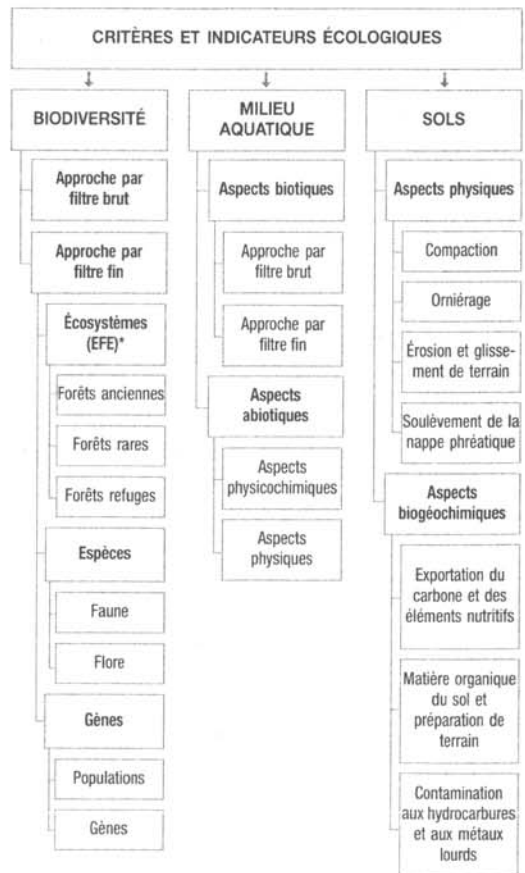 CRITÈRES ET INDICATEURS ÉCOLOGIQUES
BIODIVERSITÉ
Approche par
filtre brut
Approche par
filtre fin
Écosystèmes
(EFE)*
Forêts anciennes
Forêts rares
Forêts refuges
Espèces
Faune
Flore
Gènes
Populations
Gènes
MILIEU
AQUATIQUE
Aspects biotiques
Approche par
filtre brut
Approche par
filtre fin
Aspects
abiotiques
Aspects
physicochimiques
Aspects
physiques
SOLS
Aspects physiques
Compaction
Orniérage
Érosion et glisse-
ment de terrain
Soulèvement de la
nappe phréatique
Aspects
biogéochimiques
Exportation du
carbone et des
éléments nutritifs
Matière organique
du sol et
préparation de
terrain
Contamination
aux hydrocarbures
et aux métaux
lourds